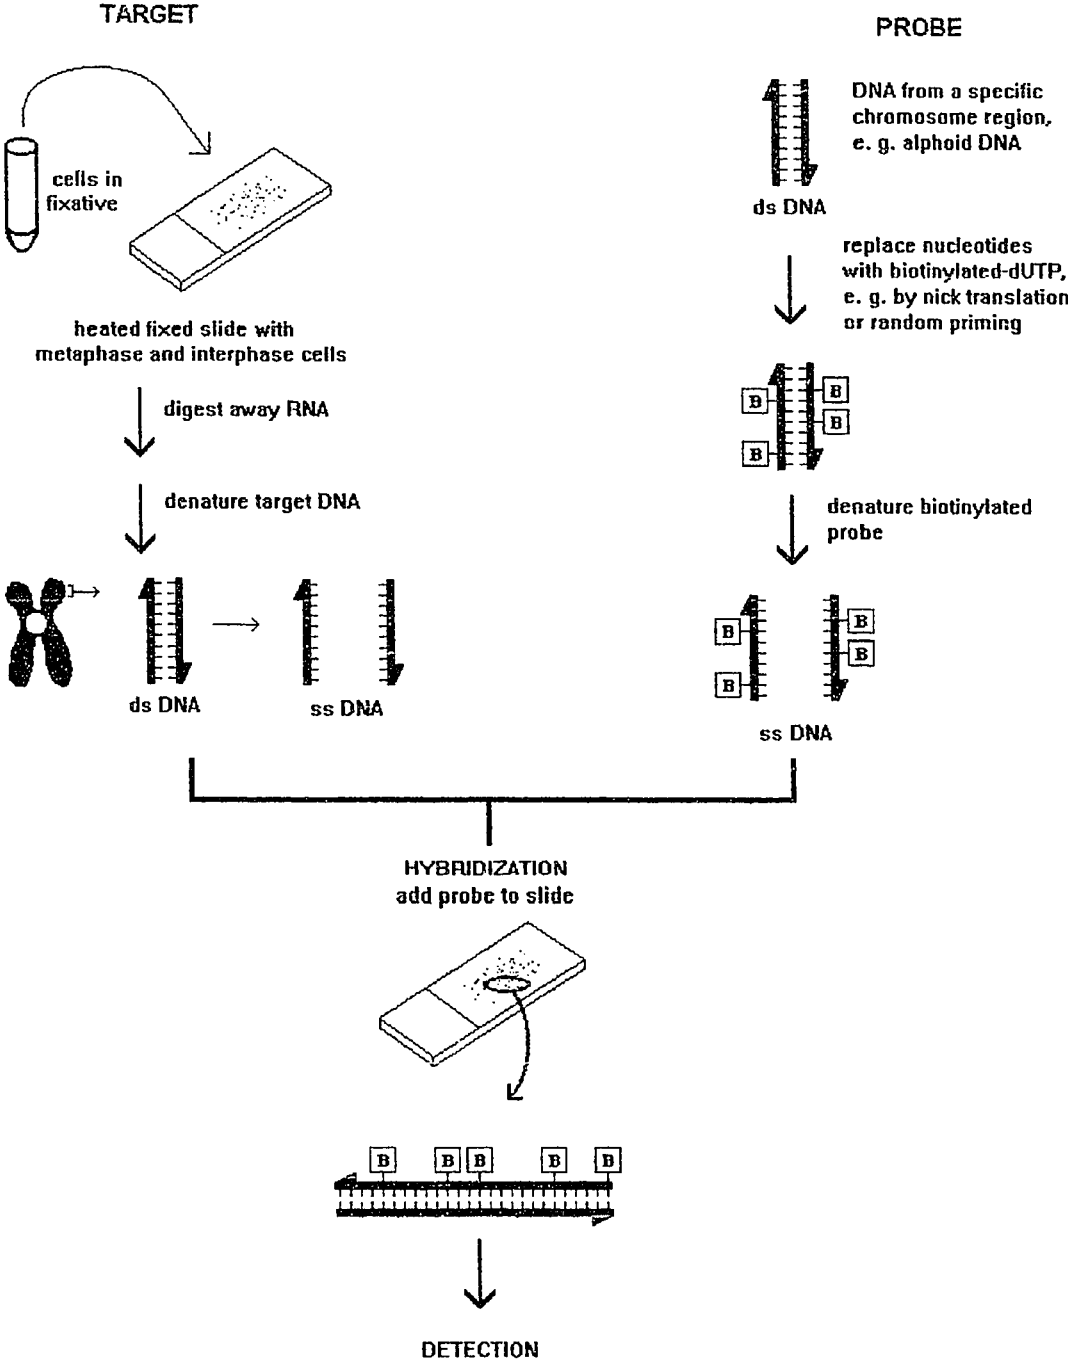 TARGET
cells in
fixative
heated fixed slide with
metaphase and interphase cells
digest away RNA
denature target DNA
ds DNA
ss DNA
PROBE
DNA from a specific
chromosome region,
e. g. alphoid DNA
ds DNA
replace nucleotides
with biotinylated-dUTP,
e. g. by nick translation
or random priming
B
B
B
B
denature biotinylated
probe
B
B
B
B
ss DNA
HYBRIDIZATION
add probe to slide
B B B B B
DETECTION